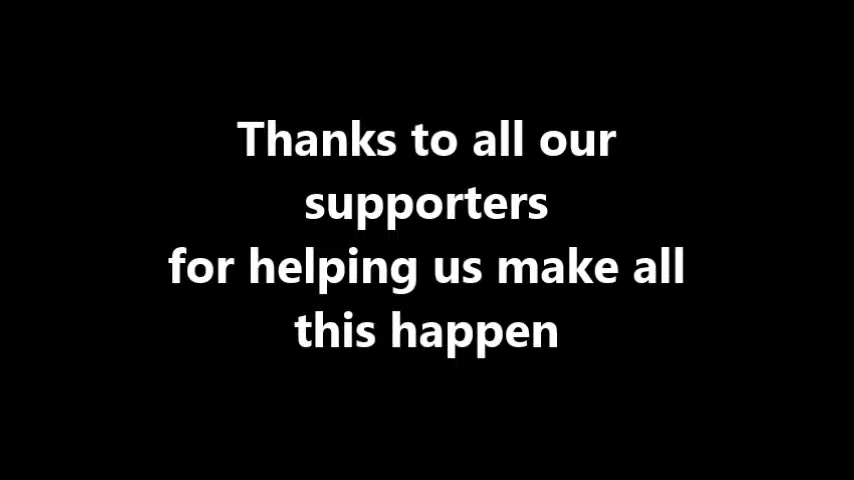 Thanks to all our
supporters
for helping us make all
this happen